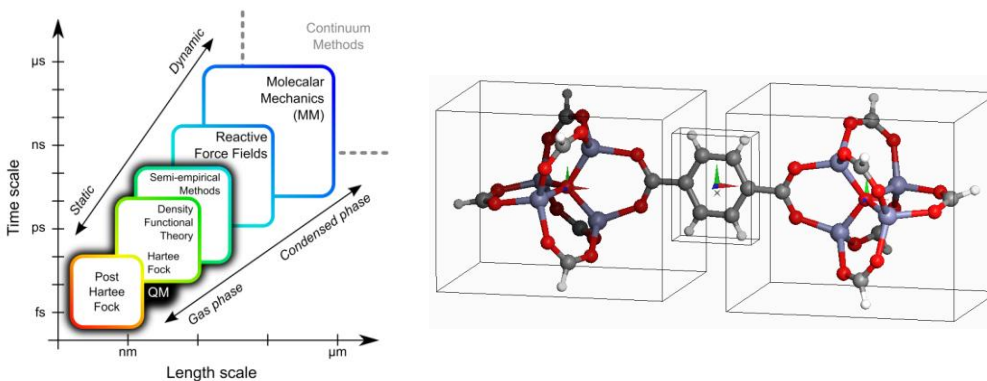 Continuum
Methods
µs
Dynamic
Molecalar
Mechanics
(MM)
Reactive
Force Fields
ns
Time scale
Static
Semi-empirical
Methods
Density
Functional
Theory
Hartee
Fock
Condensed phase
ps
Post
Hartee
Fock
QM
Gas phase
fs
nm
µm
Length scale